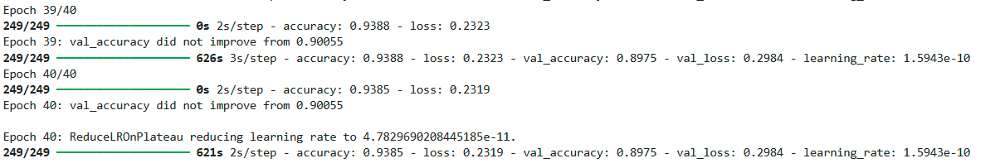 Epoch 39/40
249/249 ━━━━━━━━━━━━━━━━━━━━ 0s 2s/step - accuracy: 0.9388 - loss: 0.2323
Epoch 39: val_accuracy did not improve from 0.90055
249/249 ━━━━━━━━━━━━━━━━━━━━ 626s 3s/step - accuracy: 0.9388 - loss: 0.2323 - val_accuracy: 0.8975 - val_loss: 0.2984 - learning_rate: 1.5943e-10
Epoch 40/40
249/249 ━━━━━━━━━━━━━━━━━━━━ 0s 2s/step - accuracy: 0.9385 - loss: 0.2319
Epoch 40: val_accuracy did not improve from 0.90055
Epoch 40: ReduceLROnPlateau reducing learning rate to 4.7829690208445185e-11.
249/249 ━━━━━━━━━━━━━━━━━━━━ 621s 2s/step - accuracy: 0.9385 - loss: 0.2319 - val_accuracy: 0.8975 - val_loss: 0.2984 - learning_rate: 1.5943e-10